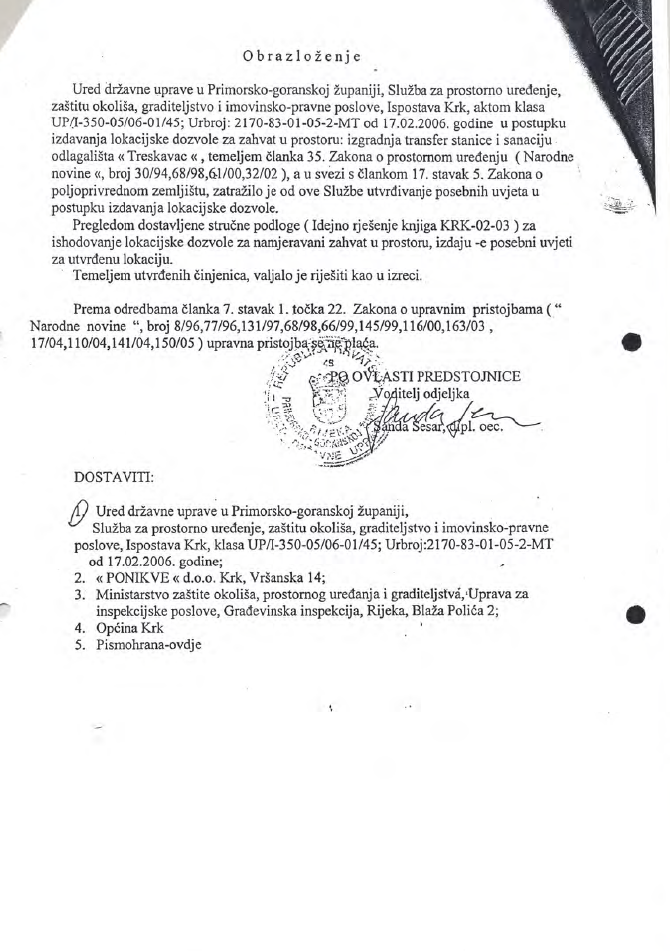 O b r a z l o ž e n j e
Ured državne uprave u Primorsko-goranskoj županiji, Služba za prostorno uređenje,
zaštitu okoliša, graditeljstvo i imovinsko-pravne poslove, Ispostava Krk, aktom klasa
UP/I-350-05/06-01/45; Urbroj: 2170-83-01-05-2-MT od 17.02.2006. godine u postupku
izdavanja lokacijske dozvole za zahvat u prostoru: izgradnja transfer stanice i sanaciju
odlagališta « Treskavac « , temeljem članka 35. Zakona o prostornom uređenju ( Narodne
novine «, broj 30/94,68/98,61/00,32/02 ), a u svezi s člankom 17. stavak 5. Zakona o
poljoprivrednom zemljištu, zatražilo je od ove Službe utvrđivanje posebnih uvjeta u
postupku izdavanja lokacijske dozvole.
Pregledom dostavljene stručne podloge ( Idejno rješenje knjiga KRK-02-03 ) za
ishodovanje lokacijske dozvole za namjeravani zahvat u prostoru, izdaju -e posebni uvjeti
za utvrđenu lokaciju.
Temeljem utvrđenih činjenica, valjalo je riješiti kao u izreci.
Prema odredbama članka 7. stavak 1. točka 22. Zakona o upravnim pristojbama ( “
Narodne novine “, broj 8/96,77/96,131/97,68/98,66/99,145/99,116/00,163/03 ,
17/04,110/04,141/04,150/05 ) upravna pristojba se ne plaća.
REPUBLIKA HRVATSKA
49
PO OVLASTI PREDSTOJNICE
Voditelj odjeljka
Sanda Sesar, dipl. oec.
RIJEKA
DOSTAVITI:
1) Ured državne uprave u Primorsko-goranskoj županiji,
Služba za prostorno uređenje, zaštitu okoliša, graditeljstvo i imovinsko-pravne
poslove, Ispostava Krk, klasa UP/I-350-05/06-01/45; Urbroj:2170-83-01-05-2-MT
od 17.02.2006. godine;
2. « PONIKVE « d.o.o. Krk, Vršanska 14;
3. Ministarstvo zaštite okoliša, prostornog uređanja i graditeljstva, Uprava za
inspekcijske poslove, Građevinska inspekcija, Rijeka, Blaža Polića 2;
4. Općina Krk
5. Pismohrana-ovdje